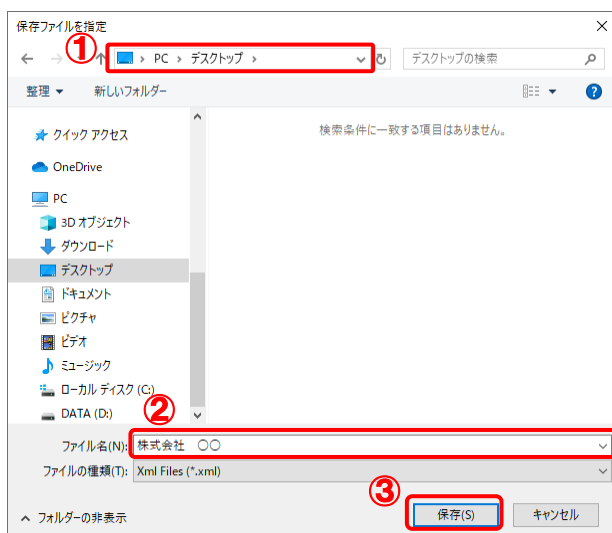 保存ファイルを指定
①
PC › デスクトップ ›
デスクトップの検索
整理
新しいフォルダー
検索条件に一致する項目はありません。
クイック アクセス
OneDrive
PC
3D オブジェクト
ダウンロード
デスクトップ
ドキュメント
ピクチャ
ビデオ
ミュージック
ローカル ディスク (C:)
DATA (D:)
②
ファイル名(N): 株式会社　○○
ファイルの種類(T): Xml Files (*.xml)
③
フォルダーの非表示
保存(S)
キャンセル